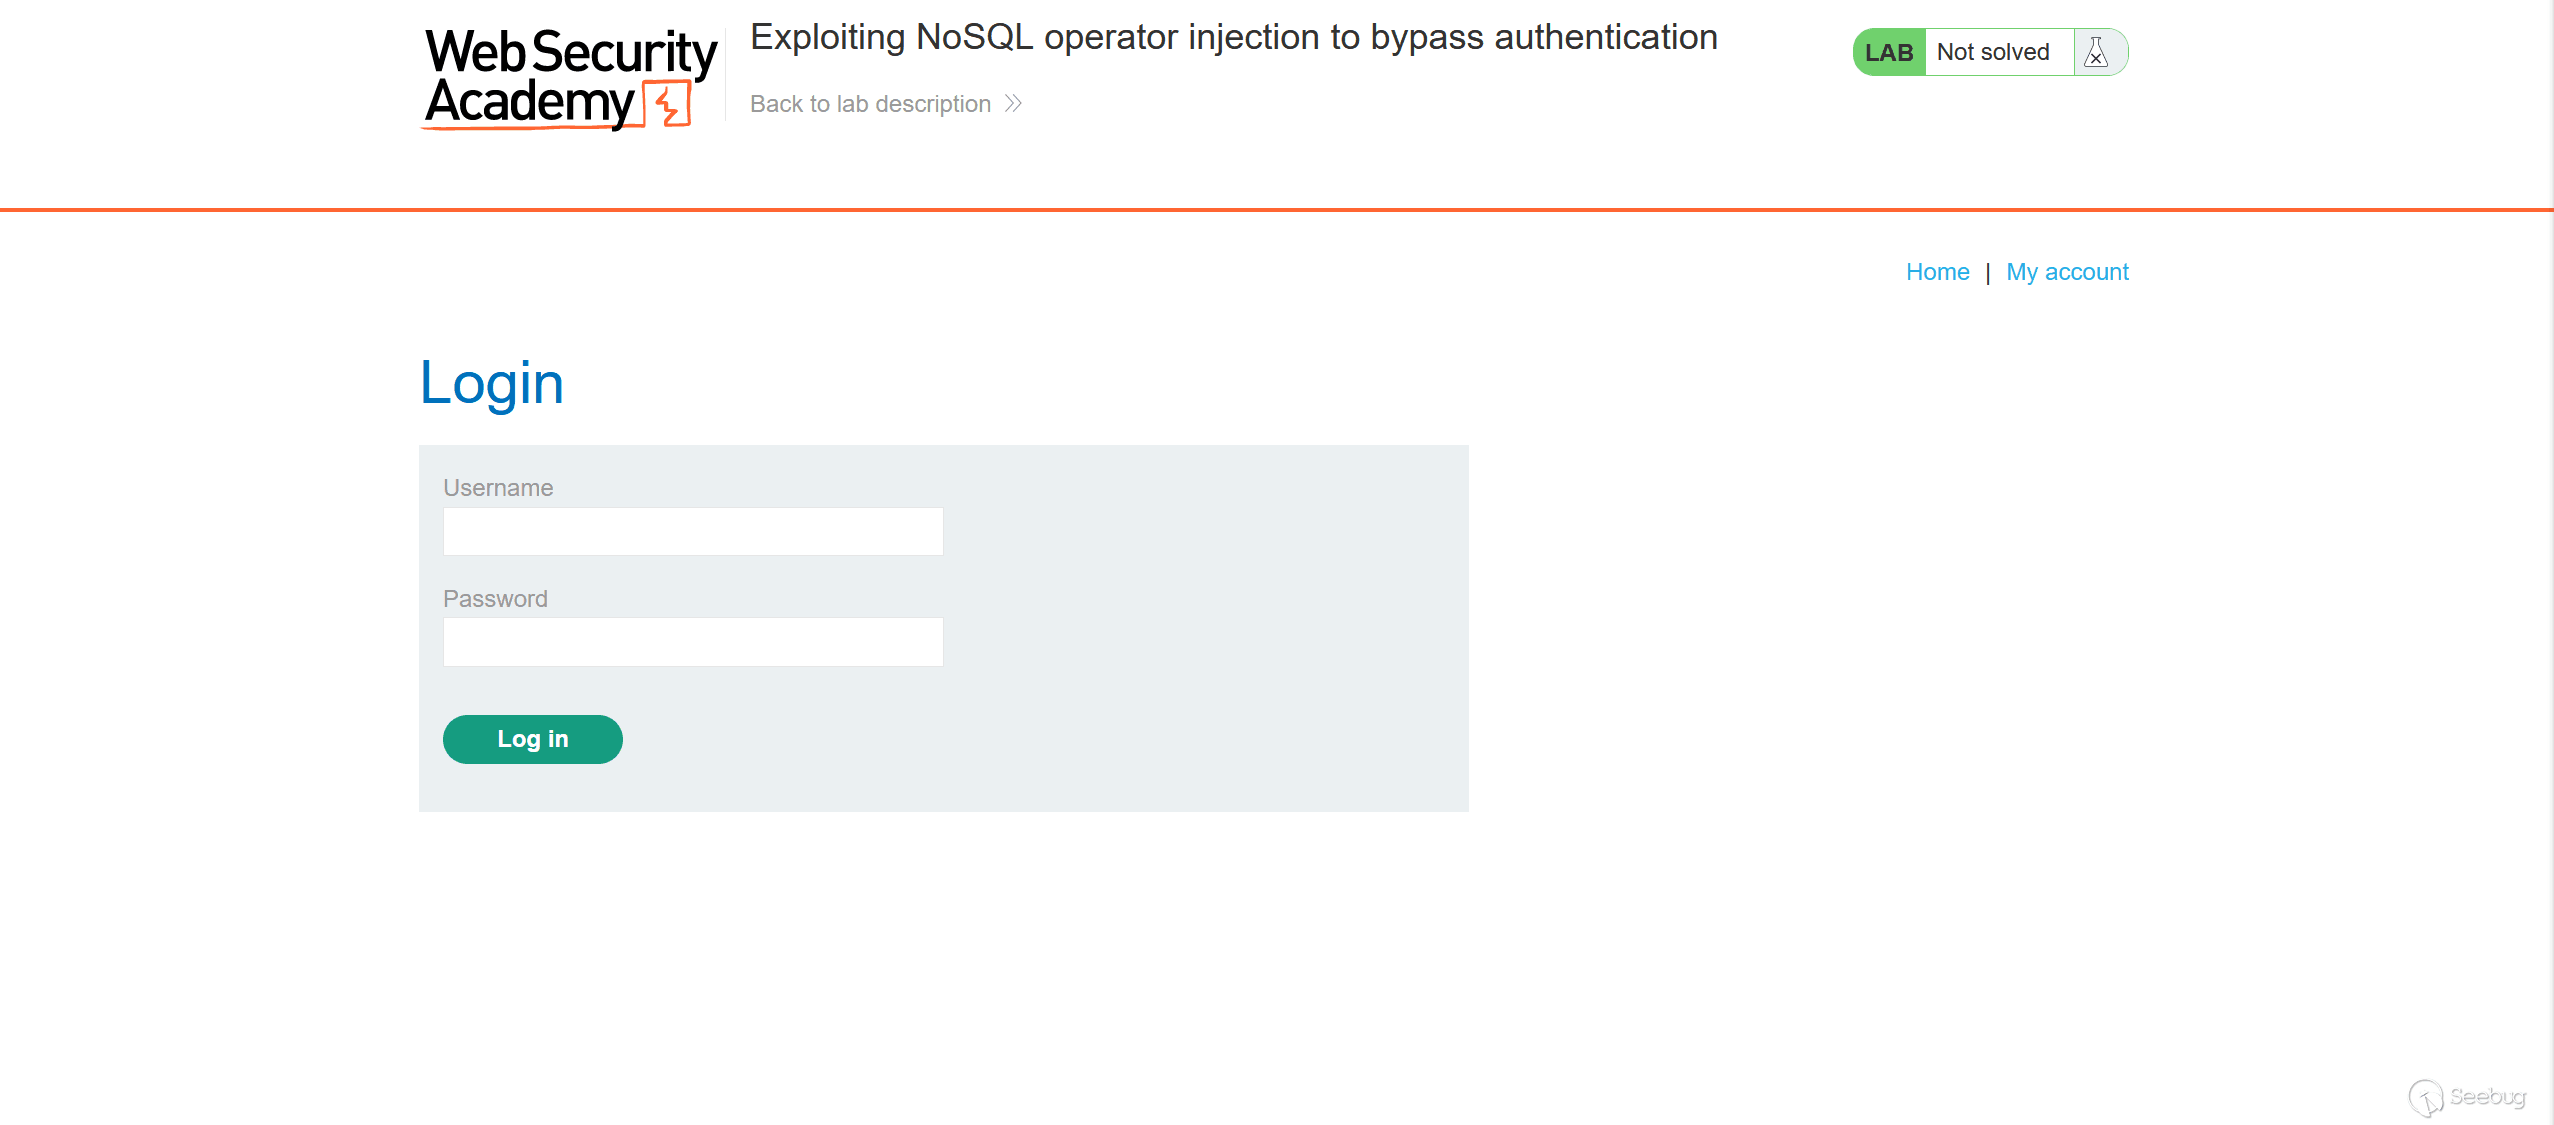 Web Security
Academy
Exploiting NoSQL operator injection to bypass authentication
Back to lab description
LAB Not solved
Home | My account
Login
Username
Password
Log in
Seebug